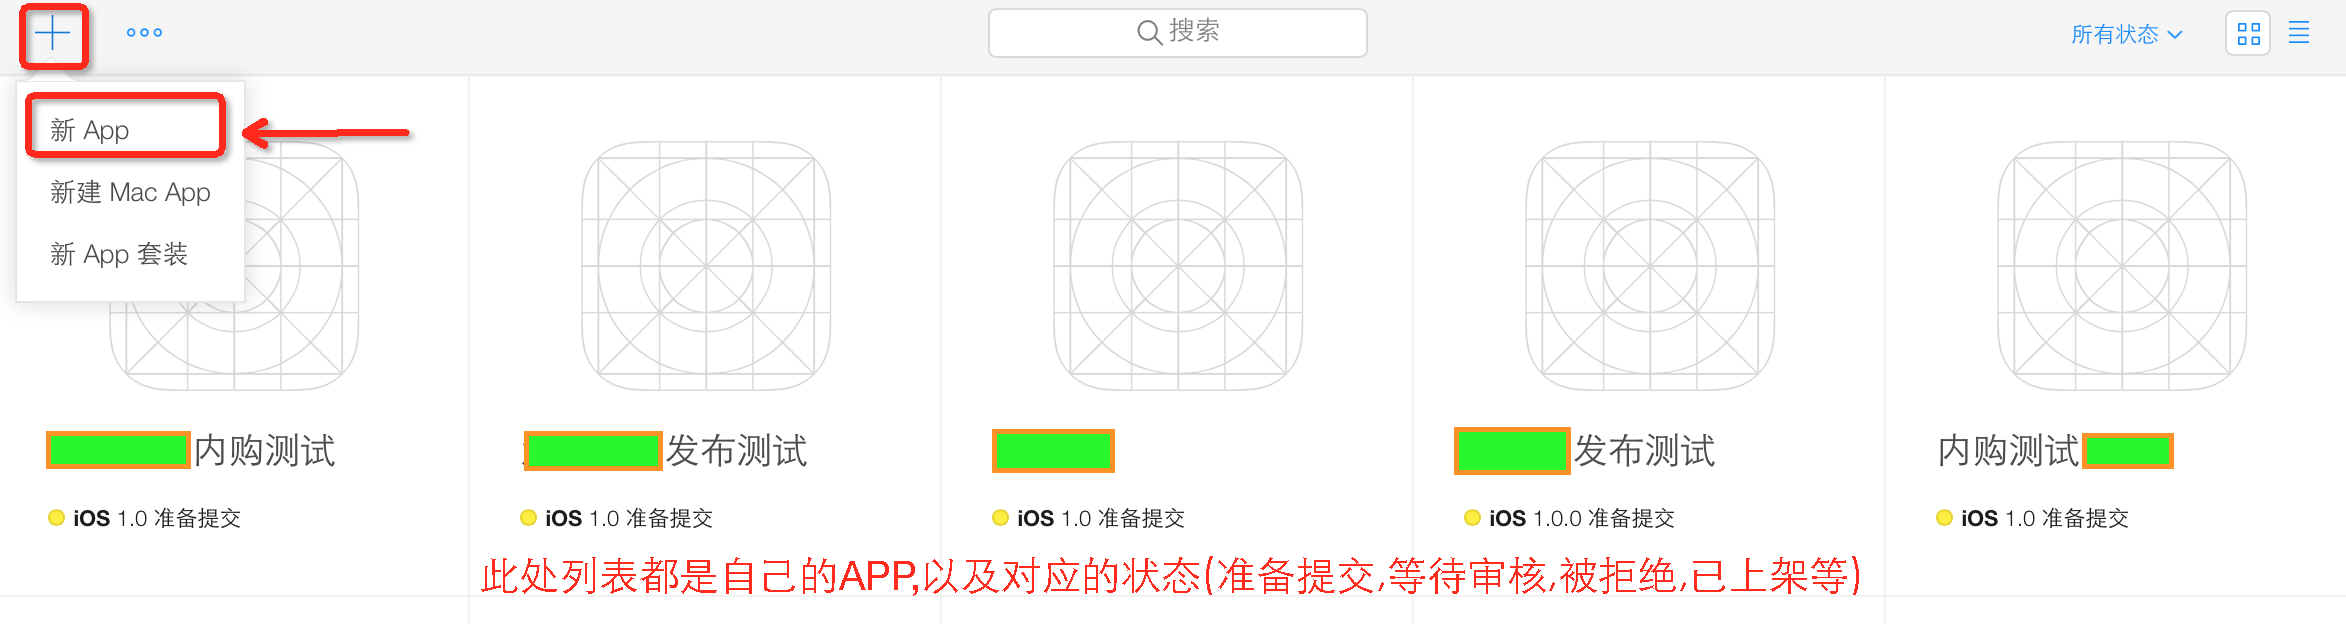 搜索
所有状态
新 App
新建 Mac App
新 App 套装
内购测试
发布测试
发布测试
内购测试
iOS 1.0 准备提交
iOS 1.0 准备提交
iOS 1.0 准备提交
iOS 1.0.0 准备提交
iOS 1.0 准备提交
此处列表都是自己的APP,以及对应的状态(准备提交,等待审核,被拒绝,已上架等)